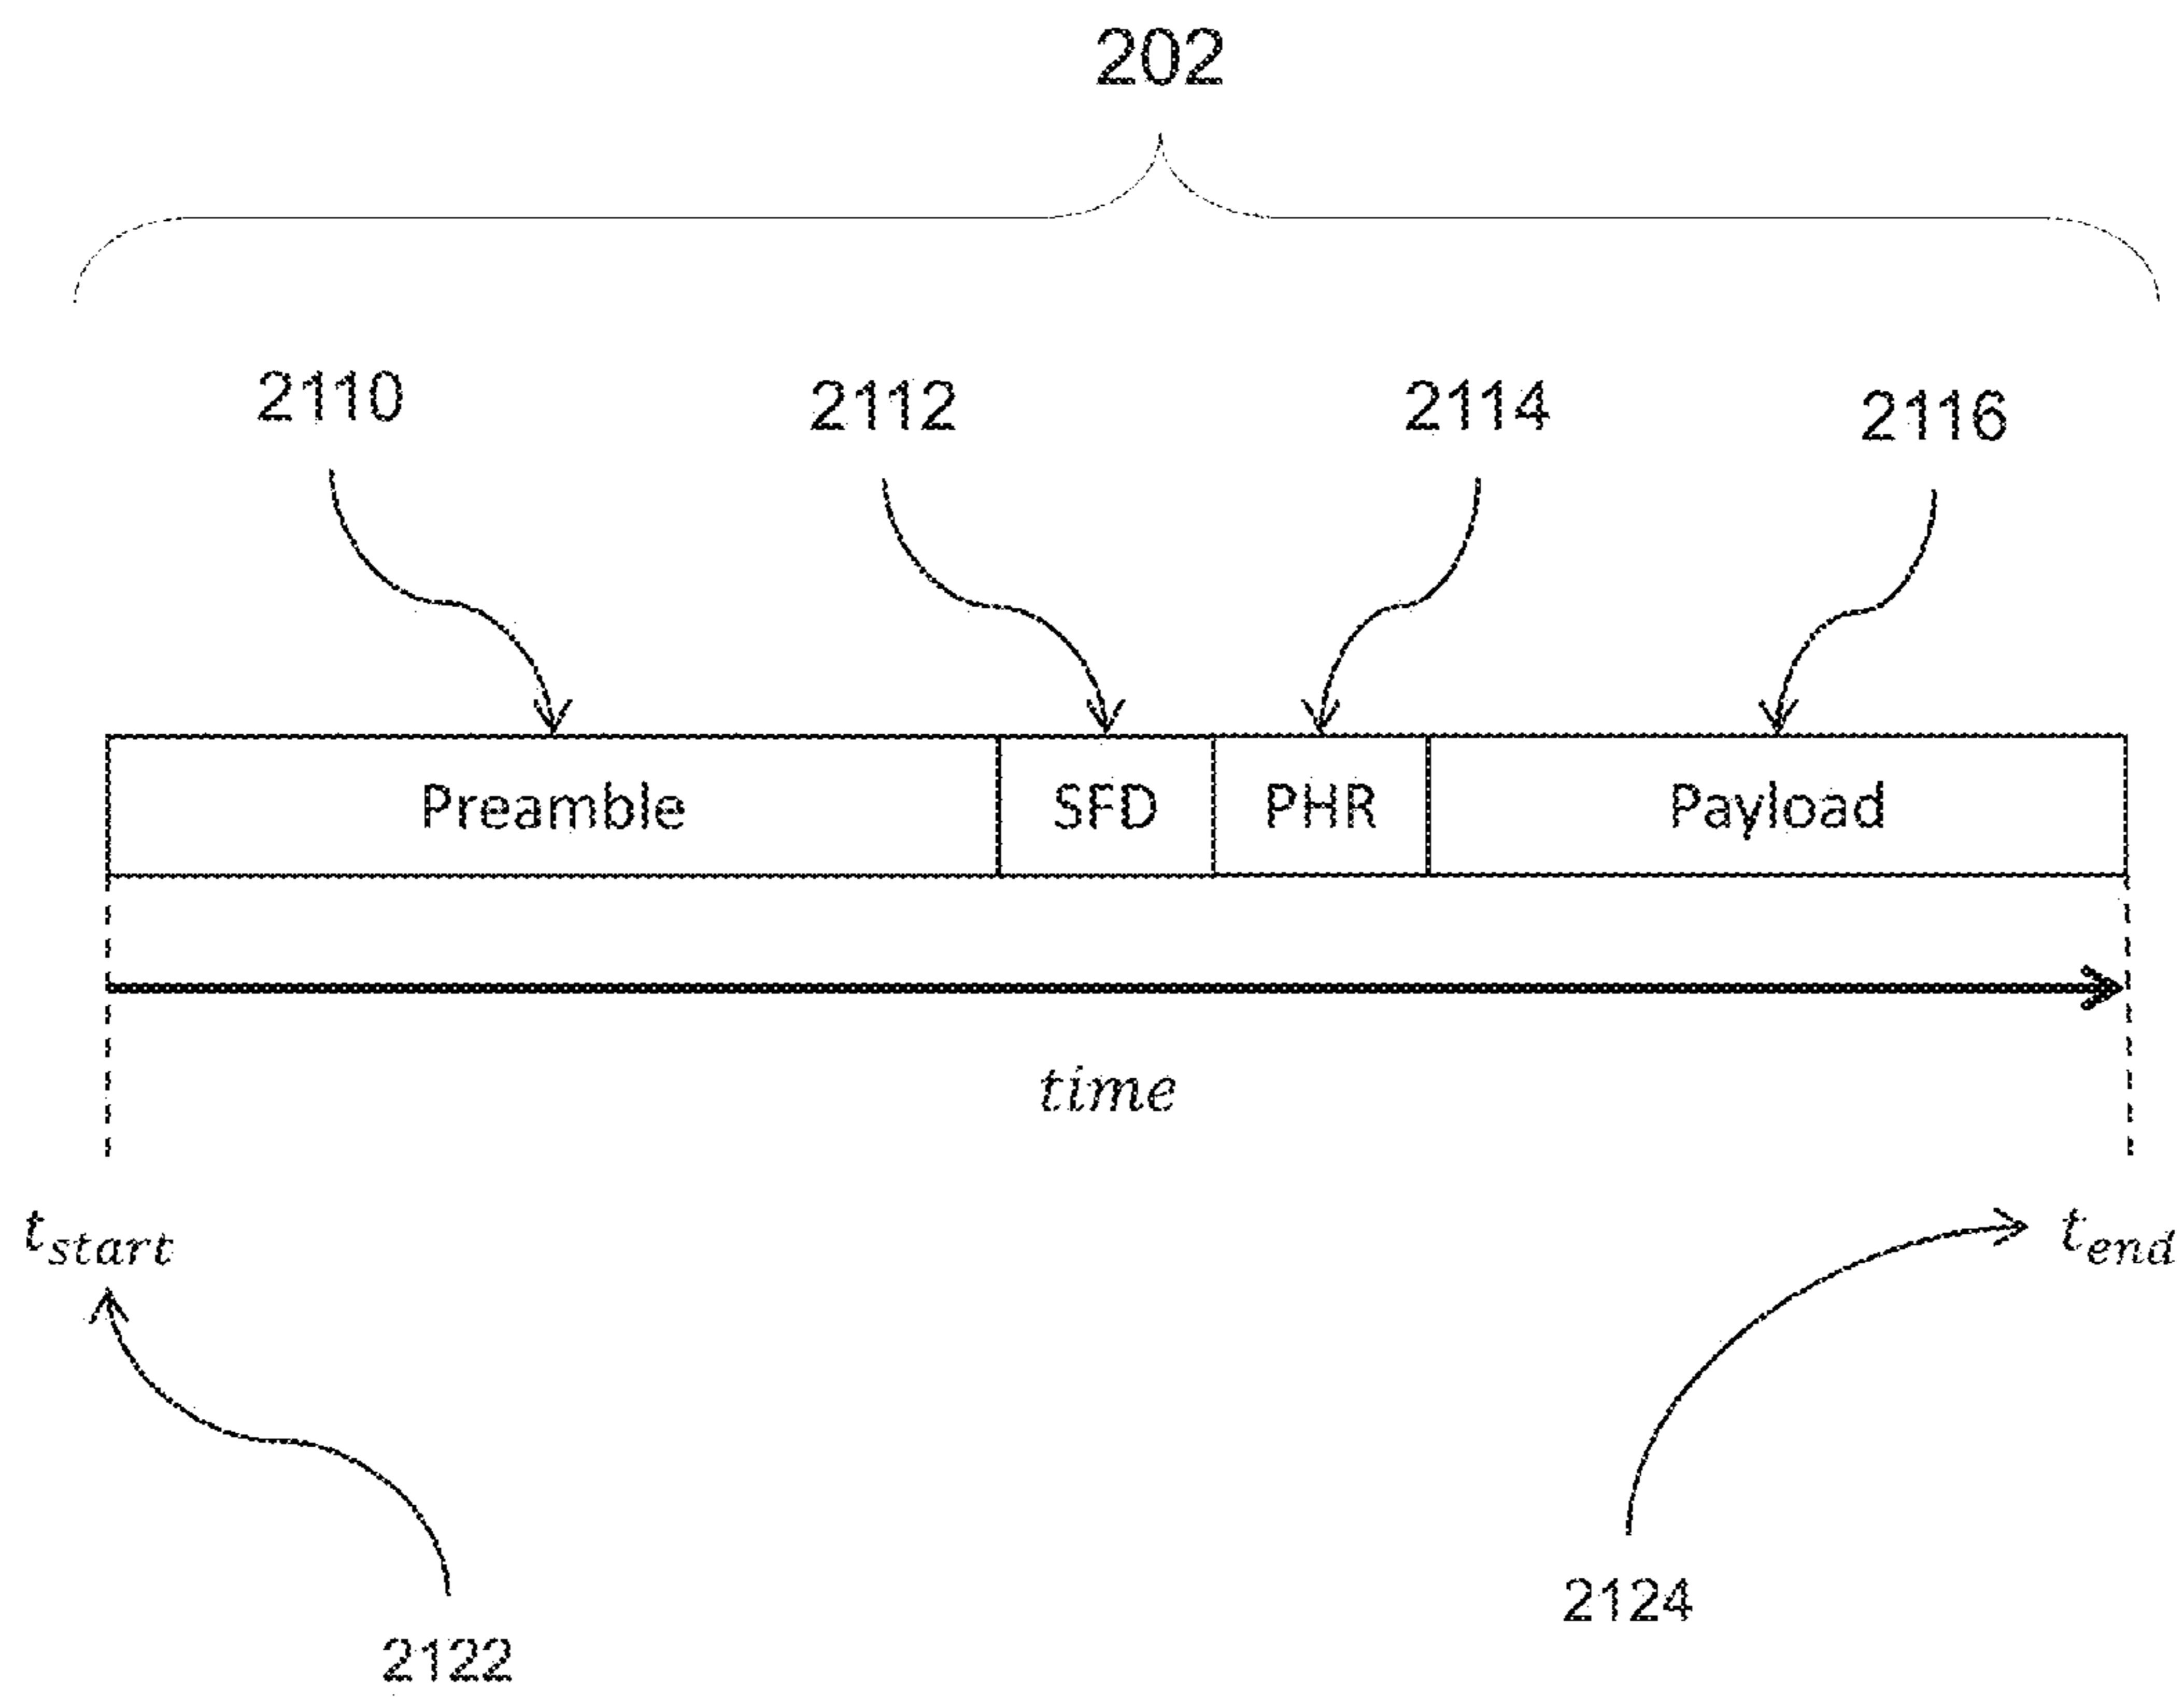 202
2110 2112 2114 2116
Preamble SFD PHR Payload
time
t_start t_end
2124
2122